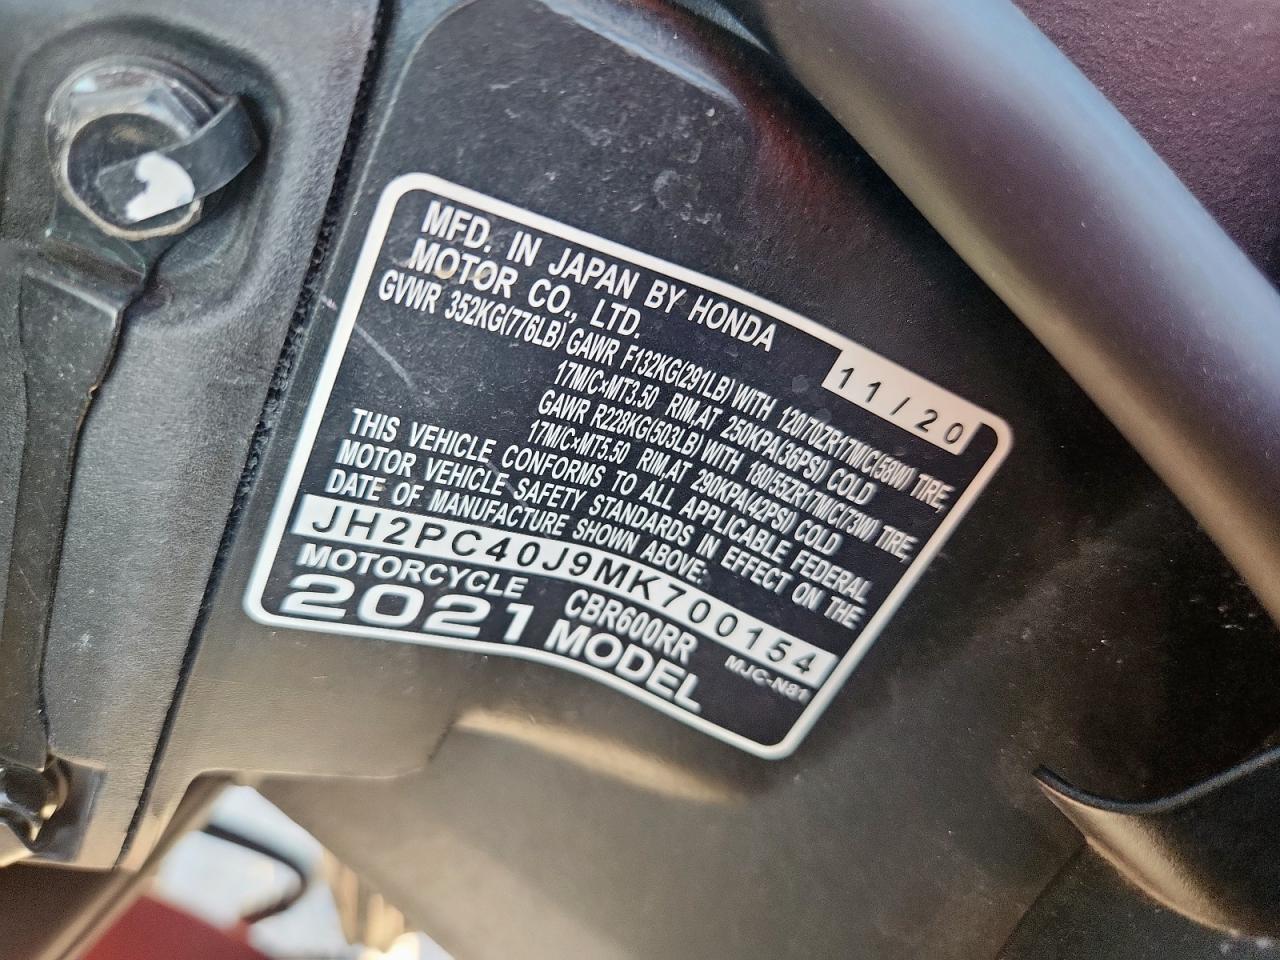 MFD. IN JAPAN BY HONDA
MOTOR CO., LTD.
11/20
GVWR 352KG(776LB) GAWR F132KG(291LB) WITH 120/70ZR17M/C(58W) TIRE,
17M/C×MT3.50 RIM,AT 250KPA(36PSI) COLD
GAWR R228KG(503LB) WITH 180/55ZR17M/C(73W) TIRE,
17M/C×MT5.50 RIM,AT 290KPA(42PSI) COLD
THIS VEHICLE CONFORMS TO ALL APPLICABLE FEDERAL
MOTOR VEHICLE SAFETY STANDARDS IN EFFECT ON THE
DATE OF MANUFACTURE SHOWN ABOVE:
JH2PC40J9MK700154
MOTORCYCLE CBR600RR MJC-N81
2021 MODEL